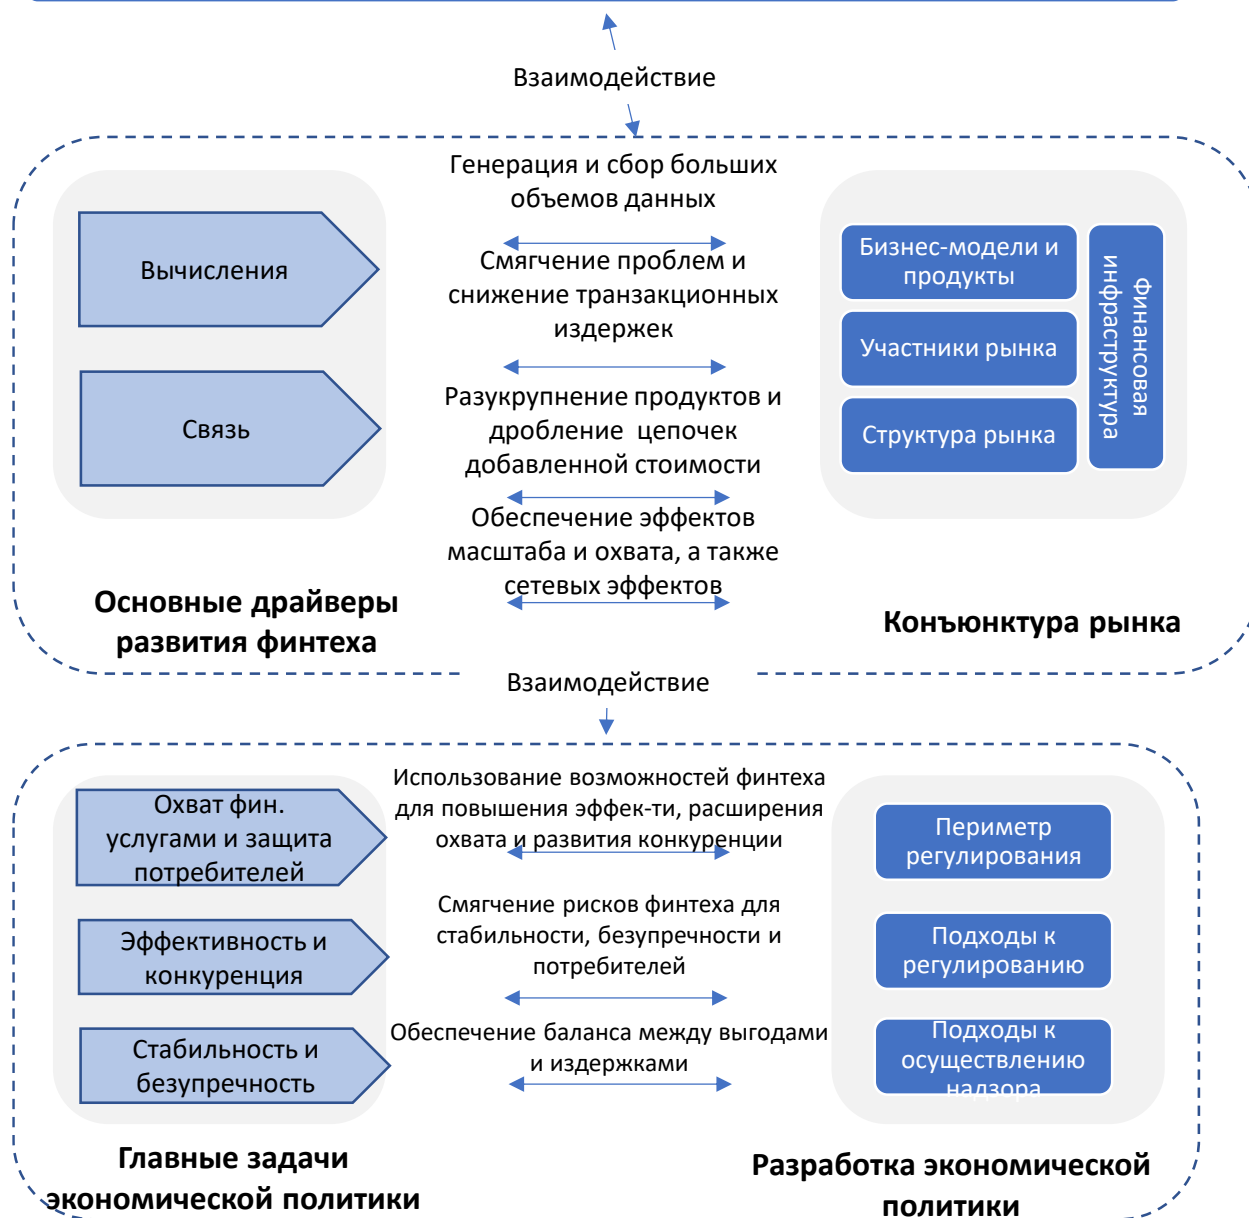 Взаимодействие
Генерация и сбор больших
объемов данных
Вычисления
Связь
Смягчение проблем и
снижение транзакционных
издержек
Разукрупнение продуктов и
дробление цепочек
добавленной стоимости
Обеспечение эффектов
масштаба и охвата, а также
сетевых эффектов
Бизнес-модели и
продукты
Участники рынка
Структура рынка
Финансовая
инфраструктура
Основные драйверы
развития финтеха
Конъюнктура рынка
Взаимодействие
Охват фин.
услугами и защита
потребителей
Эффективность и
конкуренция
Стабильность и
безупречность
Использование возможностей финтеха
для повышения эффек-ти, расширения
охвата и развития конкуренции
Смягчение рисков финтеха для
стабильности, безупречности и
потребителей
Обеспечение баланса между выгодами
и издержками
Периметр
регулирования
Подходы к
регулированию
Подходы к
осуществлению
надзора
Главные задачи
экономической политики
Разработка экономической
политики